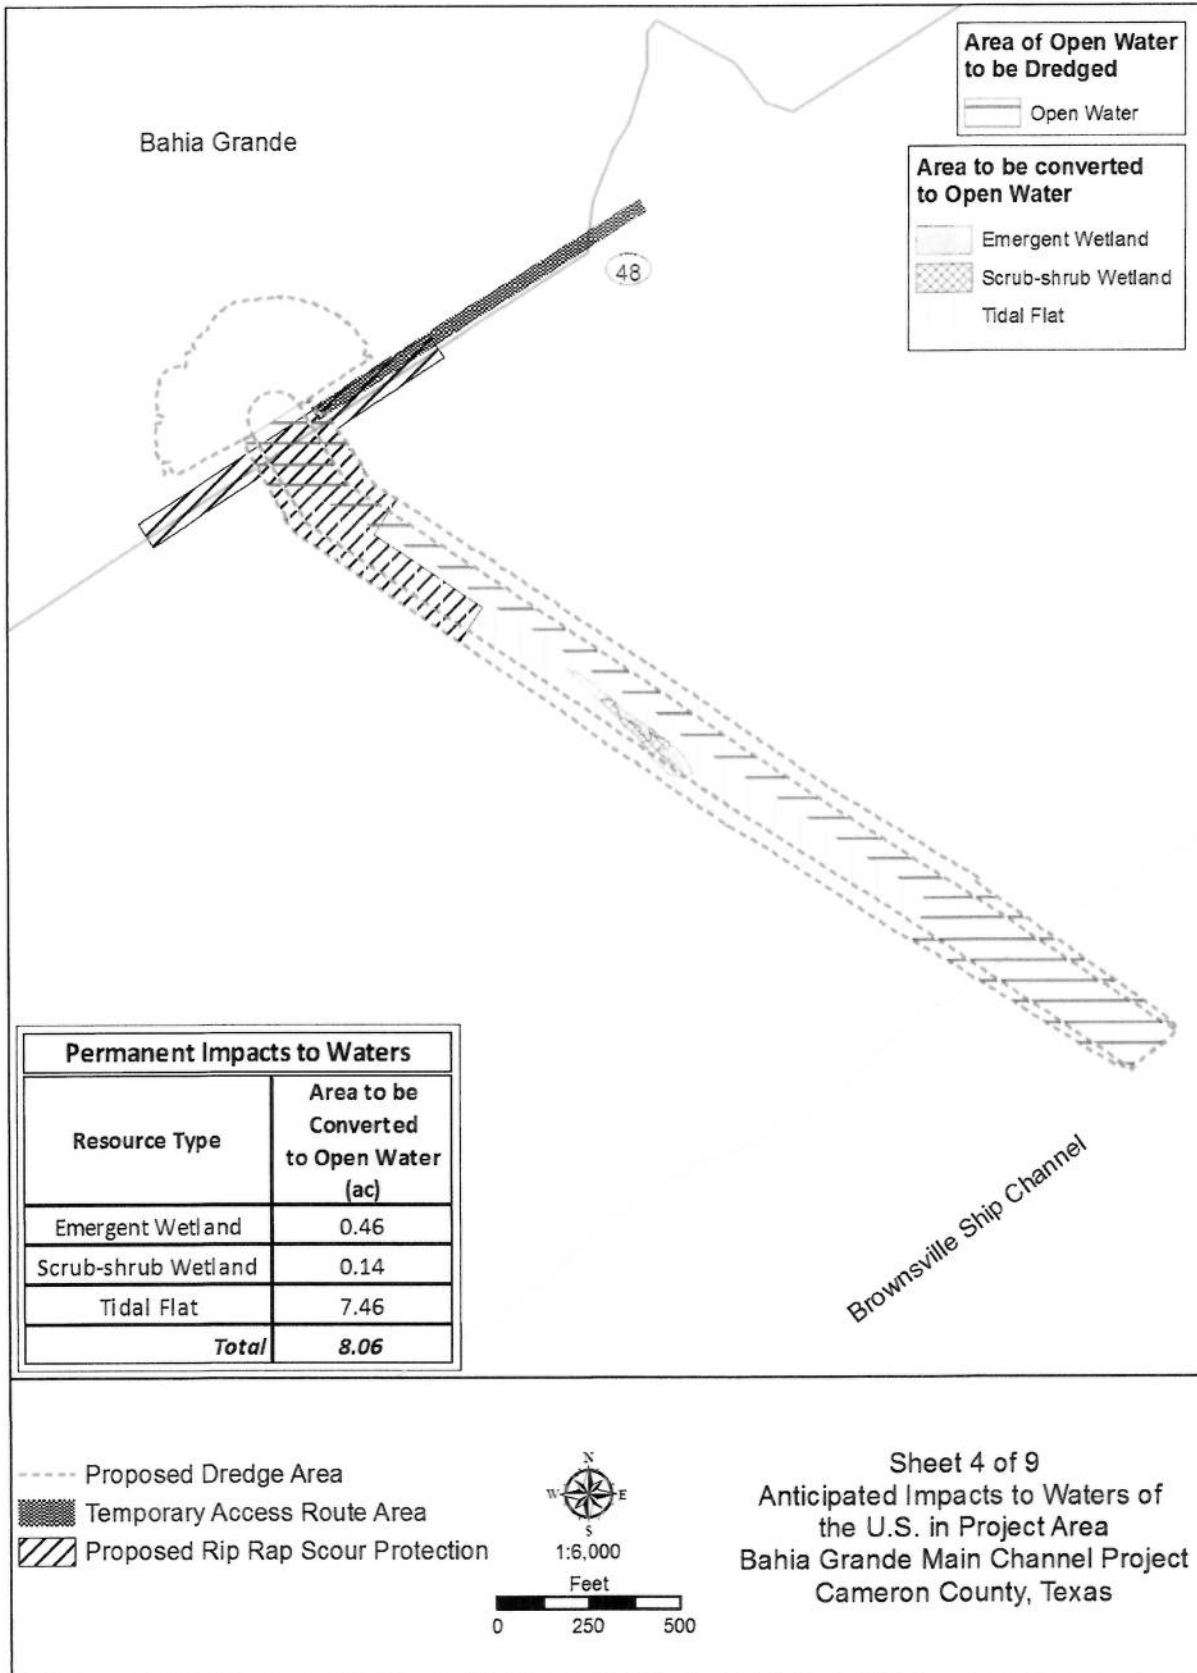 Area of Open Water
to be Dredged
Open Water
Area to be converted
to Open Water
Emergent Wetland
Scrub-shrub Wetland
Tidal Flat
Bahia Grande
48
Permanent Impacts to Waters
Resource Type
Area to be
Converted
to Open Water
(ac)
Emergent Wetland 0.46
Scrub-shrub Wetland 0.14
Tidal Flat 7.46
Total 8.06
Brownsville Ship Channel
Proposed Dredge Area
Temporary Access Route Area
Proposed Rip Rap Scour Protection
N
W E
S
1:6,000
Feet
0 250 500
Sheet 4 of 9
Anticipated Impacts to Waters of
the U.S. in Project Area
Bahia Grande Main Channel Project
Cameron County, Texas